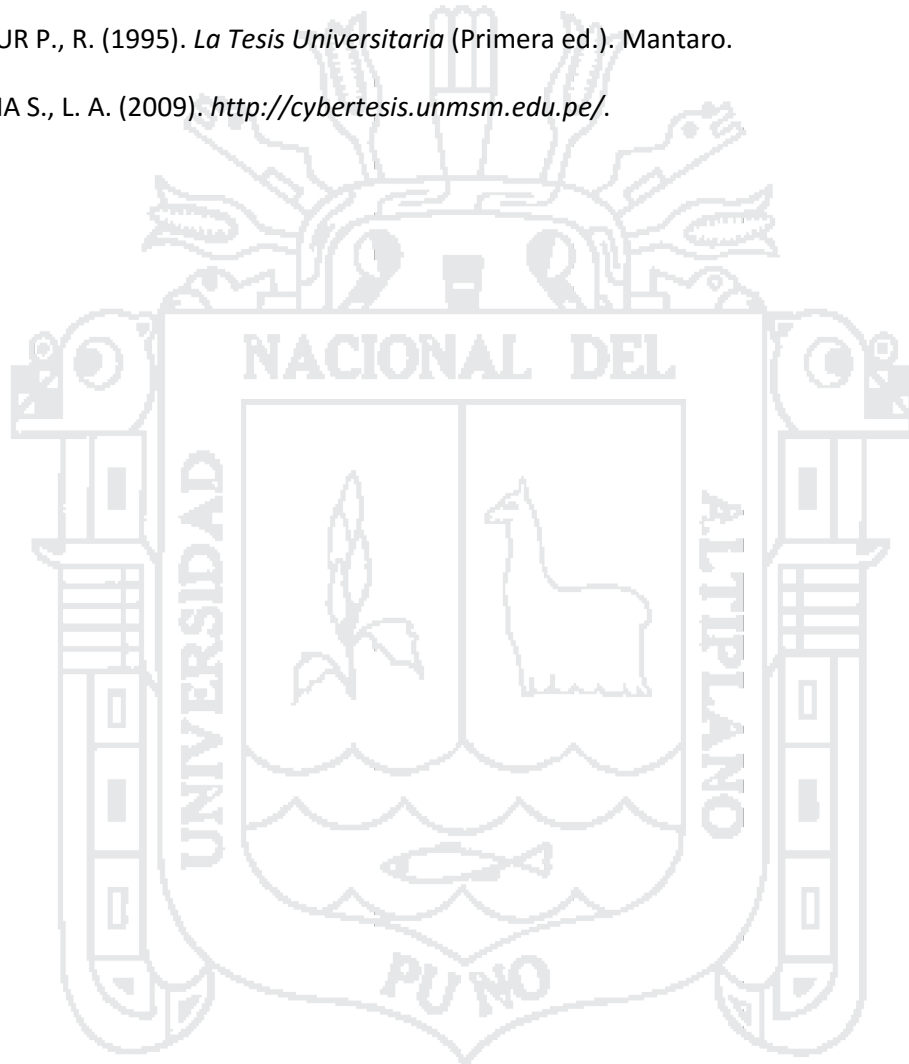 UR P., R. (1995). La Tesis Universitaria (Primera ed.). Mantaro.
IA S., L. A. (2009). http://cybertesis.unmsm.edu.pe/.
NACIONAL DEL
UNIVERSIDAD
ALTIPLANO
PUNO